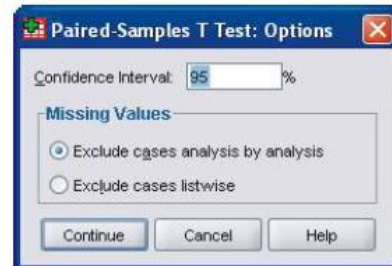 Paired-Samples T Test: Options
Confidence Interval: 95 %
Missing Values
Exclude cases analysis by analysis
Exclude cases listwise
Continue Cancel Help